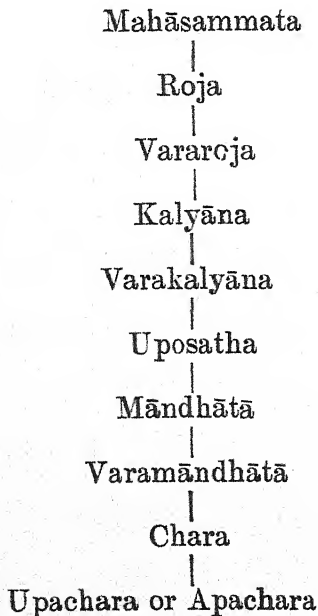 Mahāsammata
Roja
Vararoja
Kalyāna
Varakalyāna
Uposatha
Māndhātā
Varamāndhātā
Chara
Upachara or Apachara